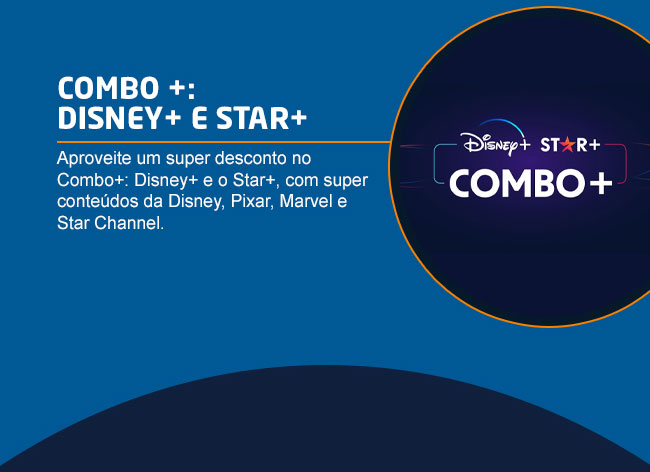 COMBO +:
DISNEY+ E STAR+
Aproveite um super desconto no
Combo+: Disney+ e o Star+, com super
conteúdos da Disney, Pixar, Marvel e
Star Channel.
Disney+ STAR+
COMBO+